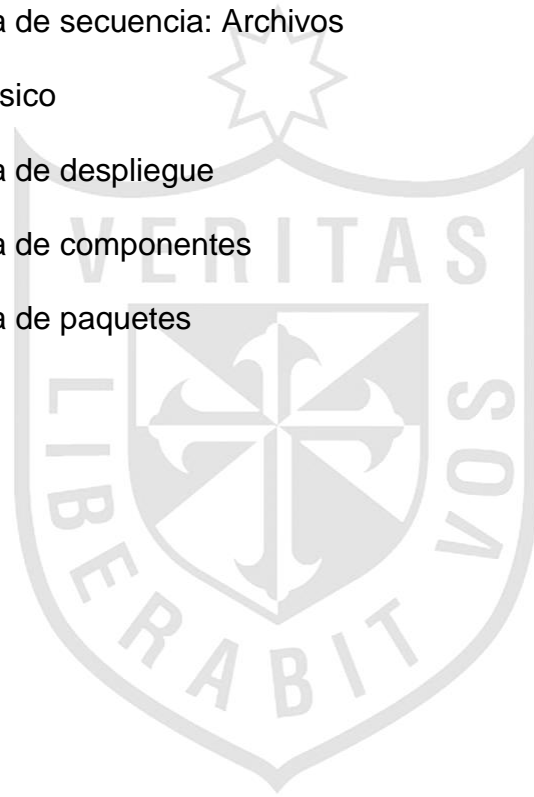 a de secuencia: Archivos
sico
a de despliegue
a de componentes
a de paquetes
VERITAS
LIBERABIT
VOS